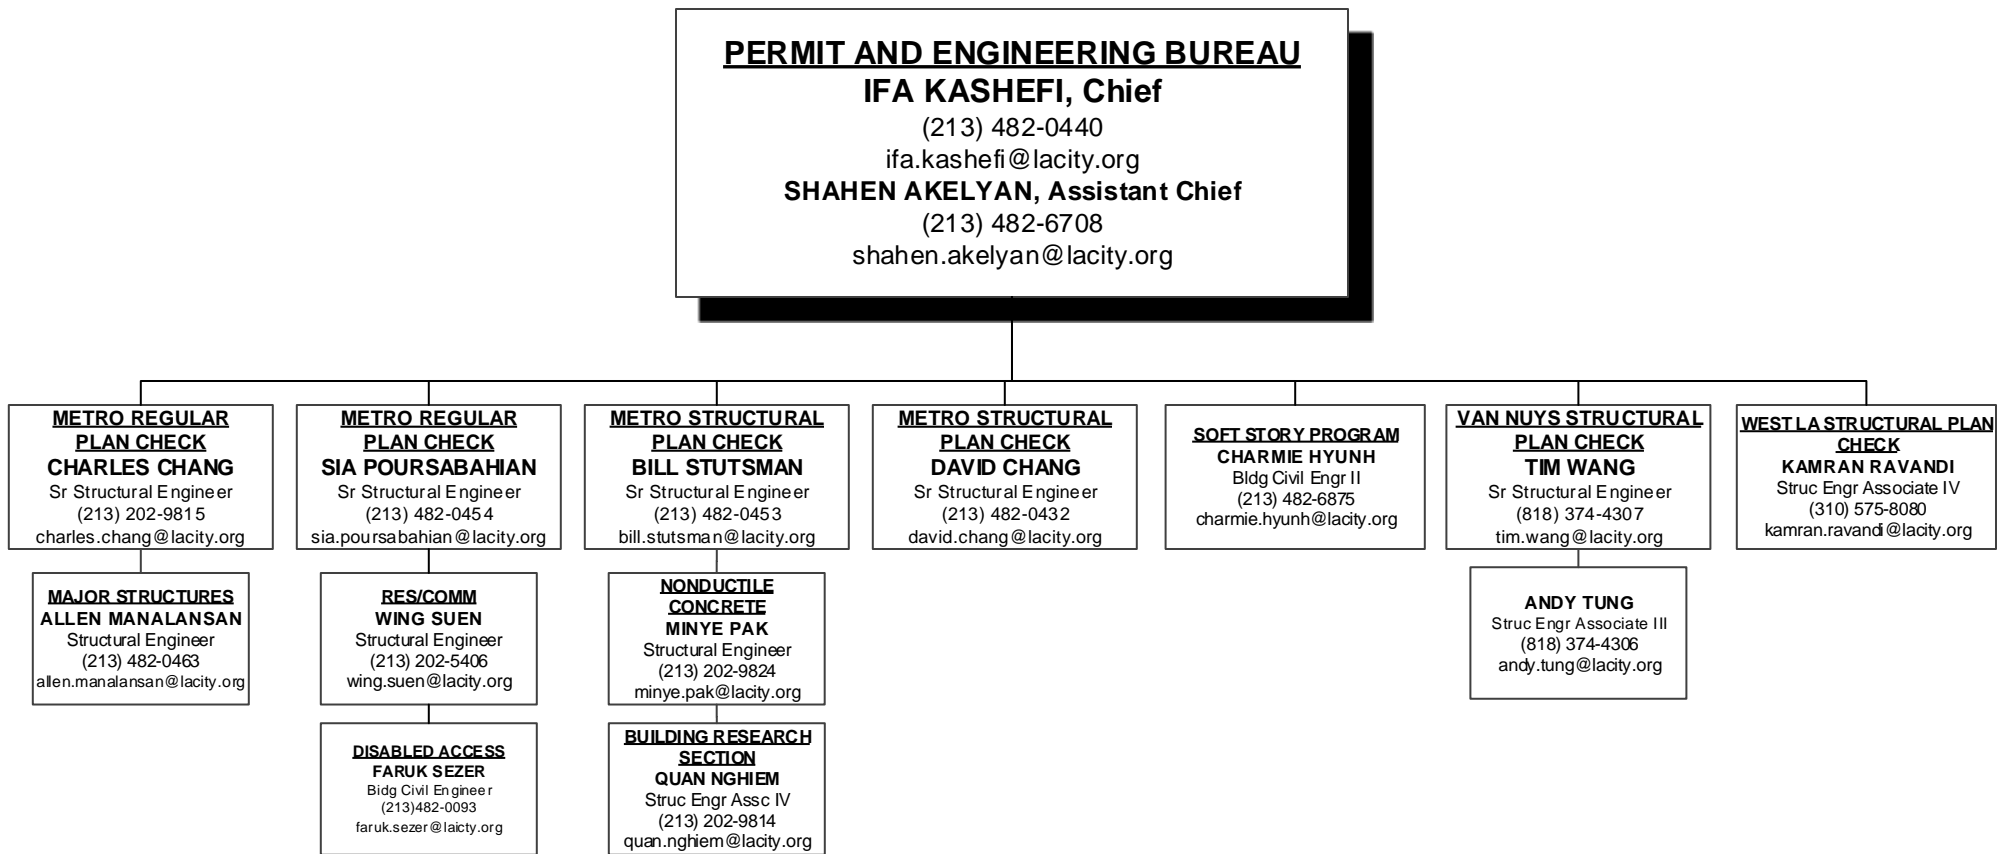 PERMIT AND ENGINEERING BUREAU
IFA KASHEFI, Chief
(213) 482-0440
ifa.kashefi@lacity.org
SHAHEN AKELYAN, Assistant Chief
(213) 482-6708
shahen.akelyan@lacity.org
METRO REGULAR
PLAN CHECK
CHARLES CHANG
Sr Structural Engineer
(213) 202-9815
charles.chang@lacity.org
MAJOR STRUCTURES
ALLEN MANALANSAN
Structural Engineer
(213) 482-0463
allen.manalansan@lacity.org
METRO REGULAR
PLAN CHECK
SIA POURSABAHIAN
Sr Structural Engineer
(213) 482-0454
sia.poursabahian@lacity.org
RES/COMM
WING SUEN
Structural Engineer
(213) 202-5406
wing.suen@lacity.org
DISABLED ACCESS
FARUK SEZER
Bidg Civil Engineer
(213)482-0093
faruk.sezer@laicty.org
METRO STRUCTURAL
PLAN CHECK
BILL STUTSMAN
Sr Structural Engineer
(213) 482-0453
bill.stutsman@lacity.org
NONDUCTILE
CONCRETE
MINYE PAK
Structural Engineer
(213) 202-9824
minye.pak@lacity.org
BUILDING RESEARCH
SECTION
QUAN NGHIEM
Struc Engr Assc IV
(213) 202-9814
quan.nghiem@lacity.org
METRO STRUCTURAL
PLAN CHECK
DAVID CHANG
Sr Structural Engineer
(213) 482-0432
david.chang@lacity.org
SOFT STORY PROGRAM
CHARMIE HYUNH
Bldg Civil Engr II
(213) 482-6875
charmie.hyunh@lacity.org
VAN NUYS STRUCTURAL
PLAN CHECK
TIM WANG
Sr Structural Engineer
(818) 374-4307
tim.wang@lacity.org
ANDY TUNG
Struc Engr Associate III
(818) 374-4306
andy.tung@lacity.org
WEST LA STRUCTURAL PLAN
CHECK
KAMRAN RAVANDI
Struc Engr Associate IV
(310) 575-8080
kamran.ravandi@lacity.org